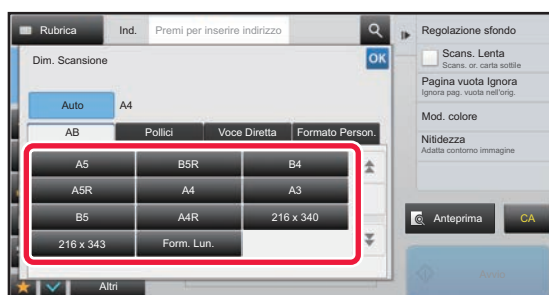 Rubrica Ind. Premi per inserire indirizzo
Dim. Scansione OK
Auto A4
AB Pollici Voce Diretta Formato Person.
A5 B5R B4
A5R A4 A3
B5 A4R 216 x 340
216 x 343 Form. Lun.
Altri
Regolazione sfondo
Scans. Lenta
Scans. or. carta sottile
Pagina vuota Ignora
Ignora pag. vuota nell'orig.
Mod. colore
Nitidezza
Adatta contorno immagine
Anteprima CA
Avvio